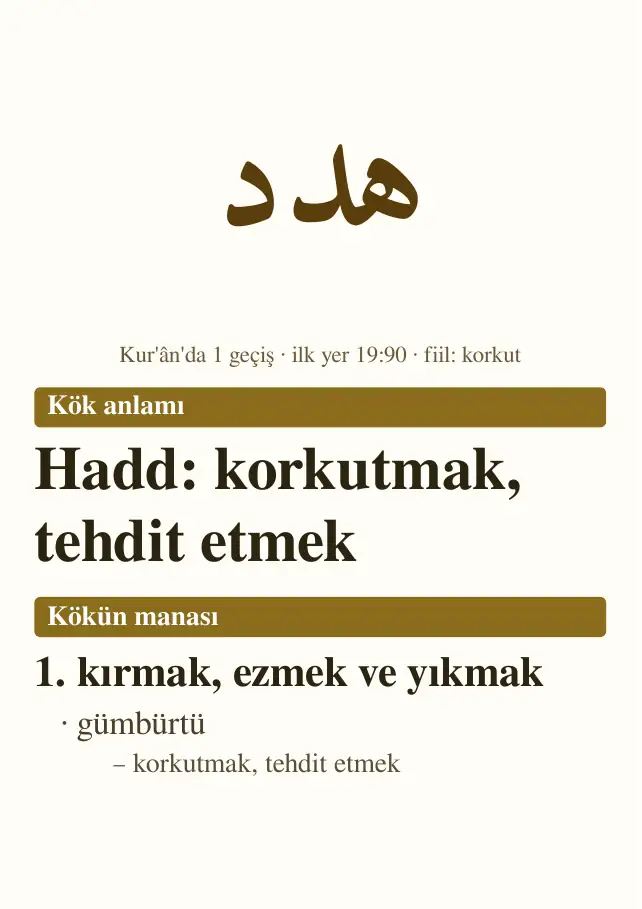 هد د
Kur'ân'da 1 geçiş · ilk yer 19:90 · fiil: korkut
Kök anlamı
Hadd: korkutmak,
tehdit etmek
Kökün manası
1. kırmak, ezmek ve yıkmak
· gümbürtü
– korkutmak, tehdit etmek